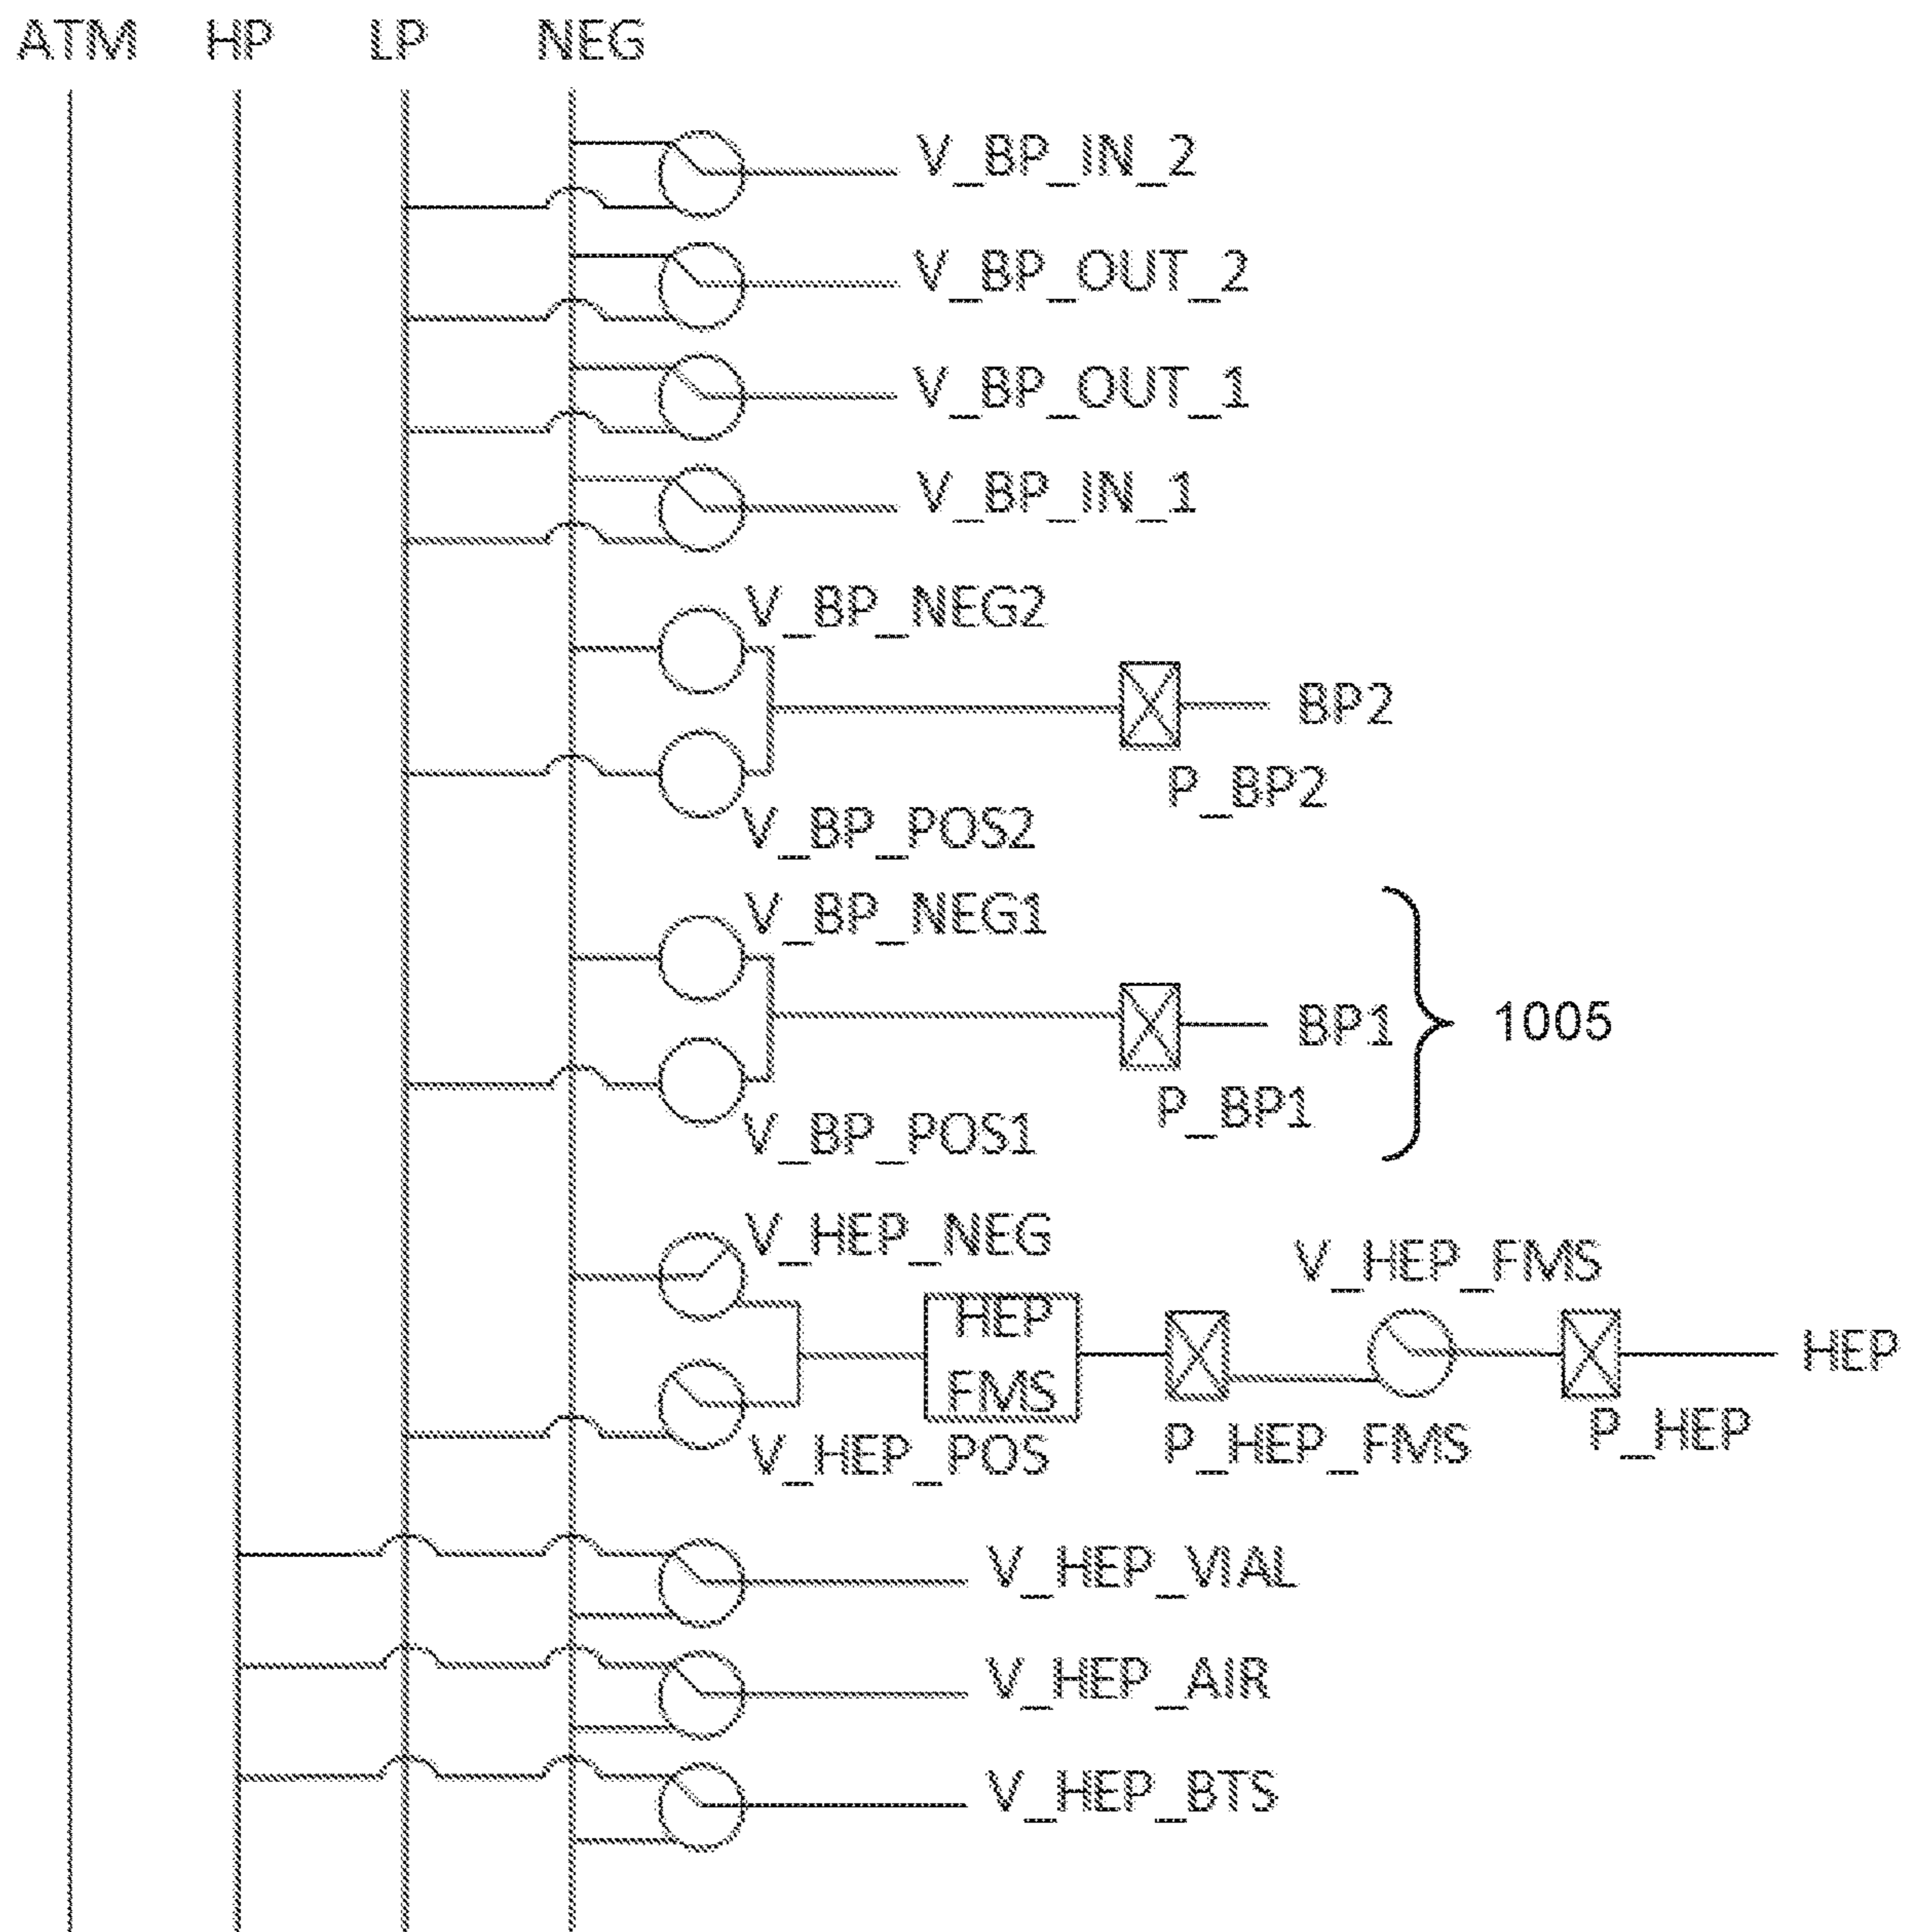 ATM HP LP NEG
V_BP_IN_2
V_BP_OUT_2
V_BP_OUT_1
V_BP_IN_1
V_BP_NEG2
BP2
P_BP2
V_BP_POS2
V_BP_NEG1
BP1
1005
P_BP1
V_BP_POS1
V_HEP_NEG
V_HEP_FMS
HEP
FMS
HEP
P_HEP_FMS
P_HEP
V_HEP_POS
V_HEP_VIAL
V_HEP_AIR
V_HEP_BTS